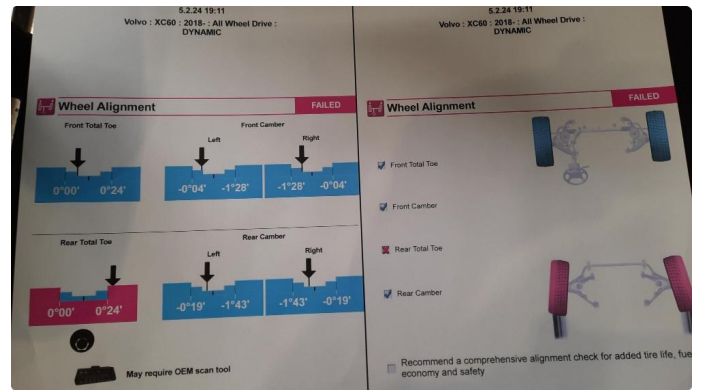 5.2.24 19:11
Volvo : XC60 : 2018- : All Wheel Drive :
DYNAMIC
Wheel Alignment
FAILED
Front Total Toe
Front Camber
Left
Right
0°00' 0°24'
-0°04' -1°28'
-1°28' -0°04'
Rear Total Toe
Rear Camber
Left
Right
0°00' 0°24'
-0°19' -1°43'
-1°43' -0°19'
May require OEM scan tool
5.2.24 19:11
Volvo : XC60 : 2018- : All Wheel Drive :
DYNAMIC
Wheel Alignment
FAILED
Front Total Toe
Front Camber
Rear Total Toe
Rear Camber
Recommend a comprehensive alignment check for added tire life, fue
economy and safety